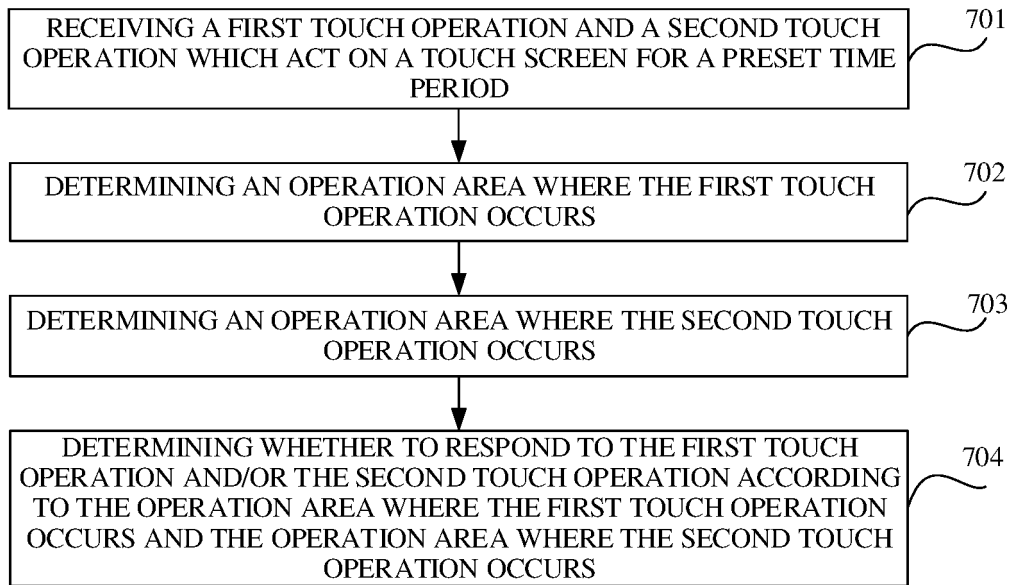 RECEIVING A FIRST TOUCH OPERATION AND A SECOND TOUCH
OPERATION WHICH ACT ON A TOUCH SCREEN FOR A PRESET TIME
PERIOD
701
DETERMINING AN OPERATION AREA WHERE THE FIRST TOUCH
OPERATION OCCURS
702
DETERMINING AN OPERATION AREA WHERE THE SECOND TOUCH
OPERATION OCCURS
703
DETERMINING WHETHER TO RESPOND TO THE FIRST TOUCH
OPERATION AND/OR THE SECOND TOUCH OPERATION ACCORDING
TO THE OPERATION AREA WHERE THE FIRST TOUCH OPERATION
OCCURS AND THE OPERATION AREA WHERE THE SECOND TOUCH
OPERATION OCCURS
704